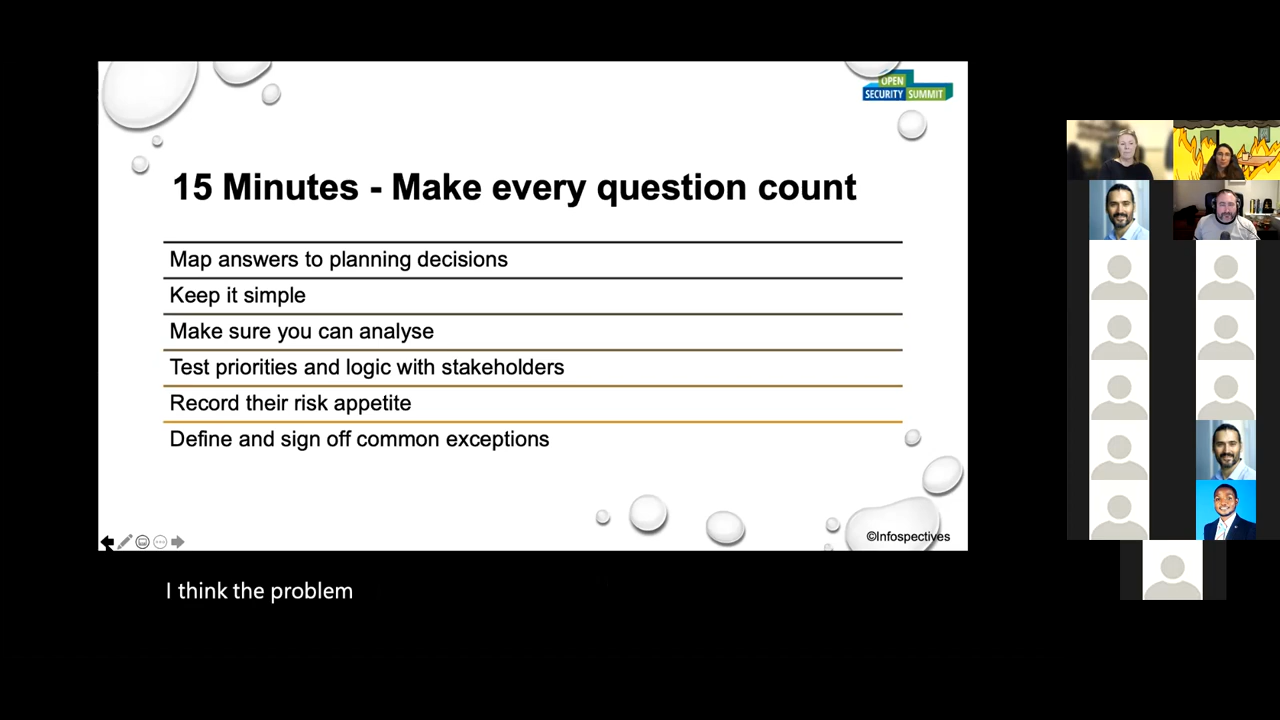 OPEN
SECURITY SUMMIT
15 Minutes - Make every question count
Map answers to planning decisions
Keep it simple
Make sure you can analyse
Test priorities and logic with stakeholders
Record their risk appetite
Define and sign off common exceptions
©Infospectives
I think the problem